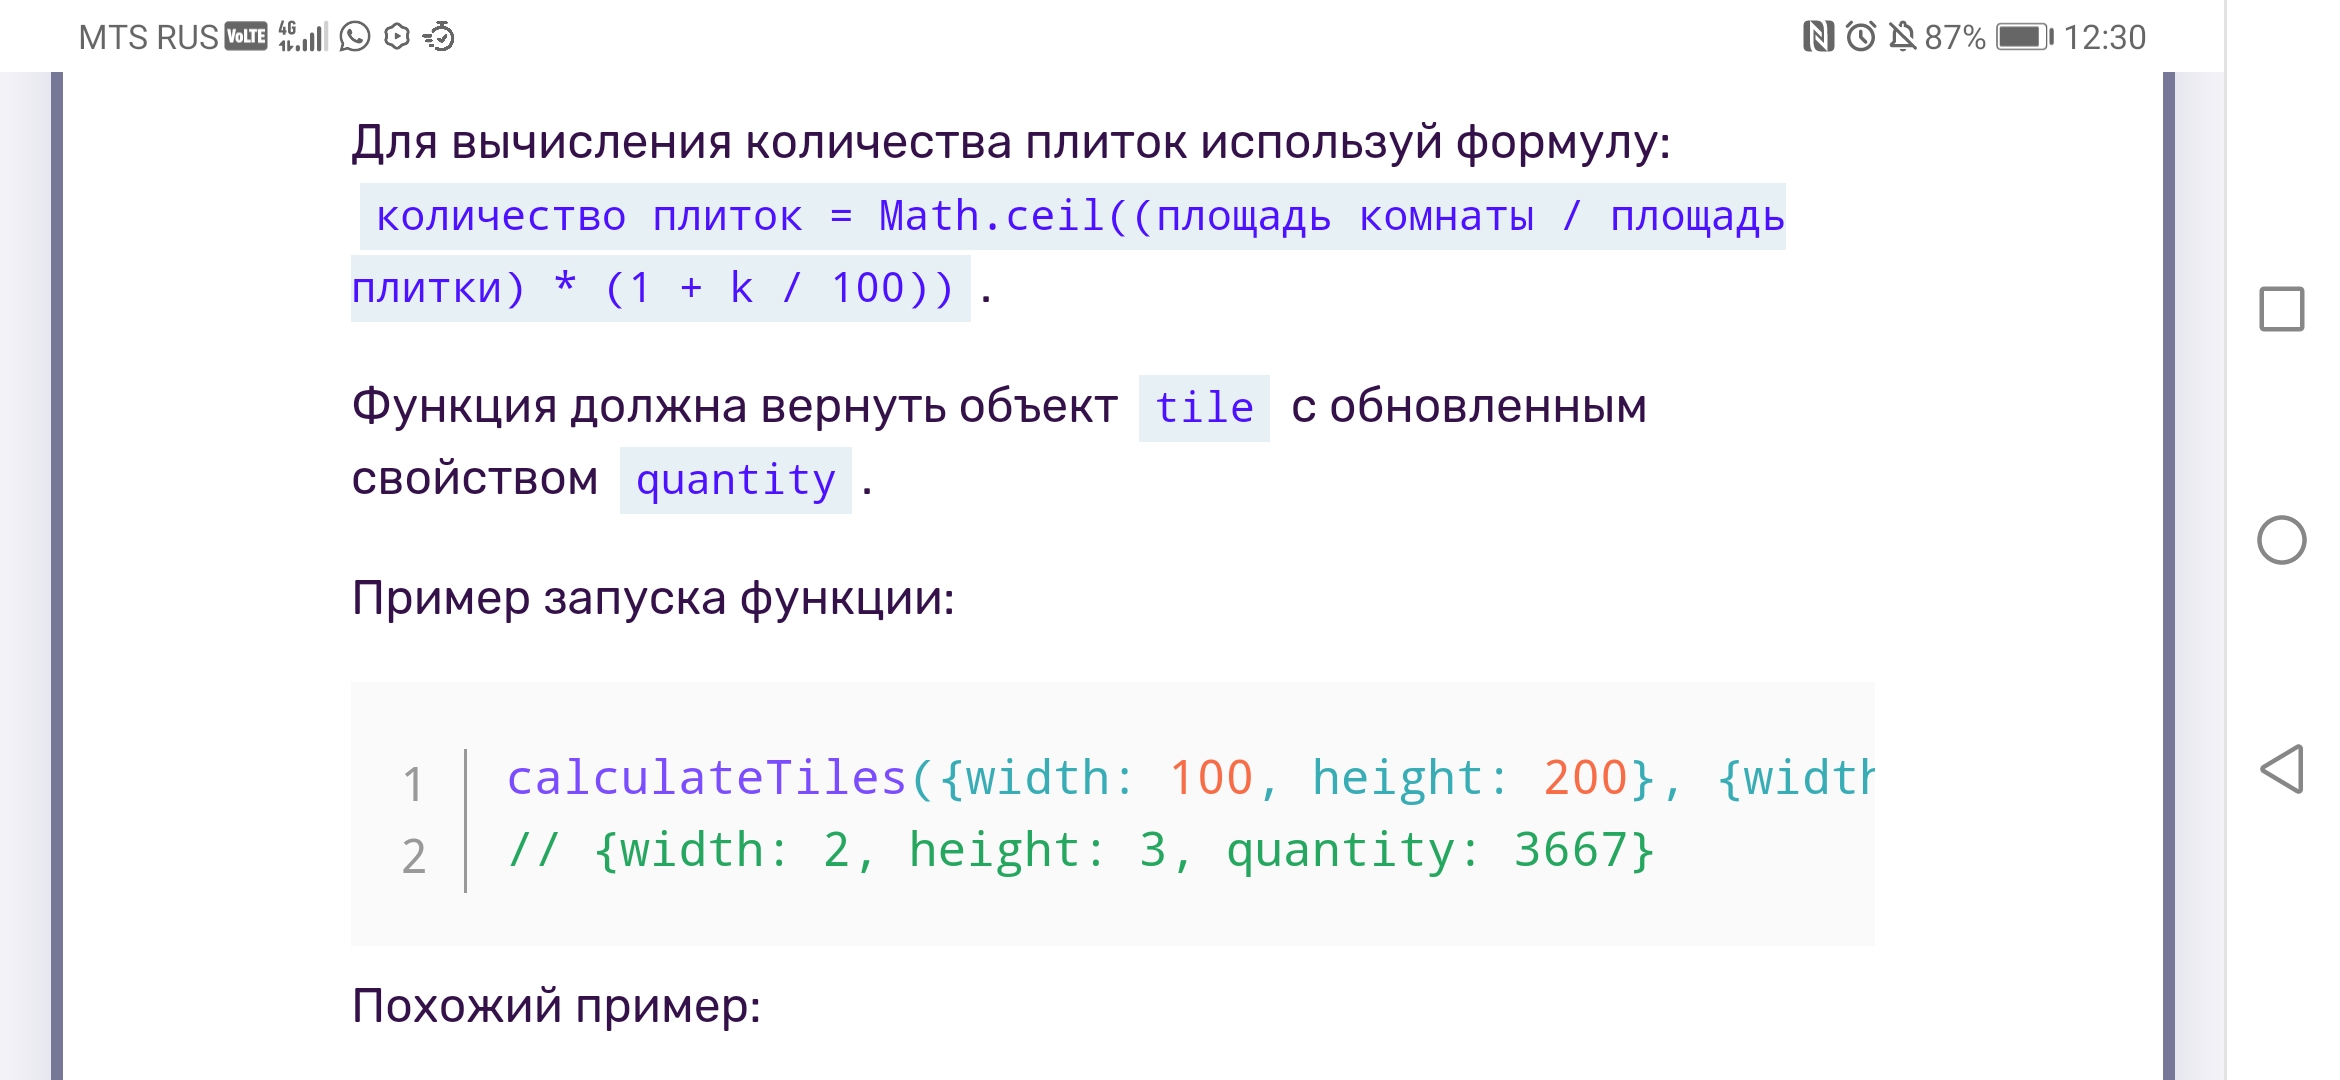 MTS RUS VoLTE 4G 87% 12:30
Для вычисления количества плиток используй формулу:
количество плиток = Math.ceil((площадь комнаты / площадь
плитки) * (1 + k / 100)) .
Функция должна вернуть объект tile с обновленным
свойством quantity .
Пример запуска функции:
1 calculateTiles({width: 100, height: 200}, {width
2 // {width: 2, height: 3, quantity: 3667}
Похожий пример: